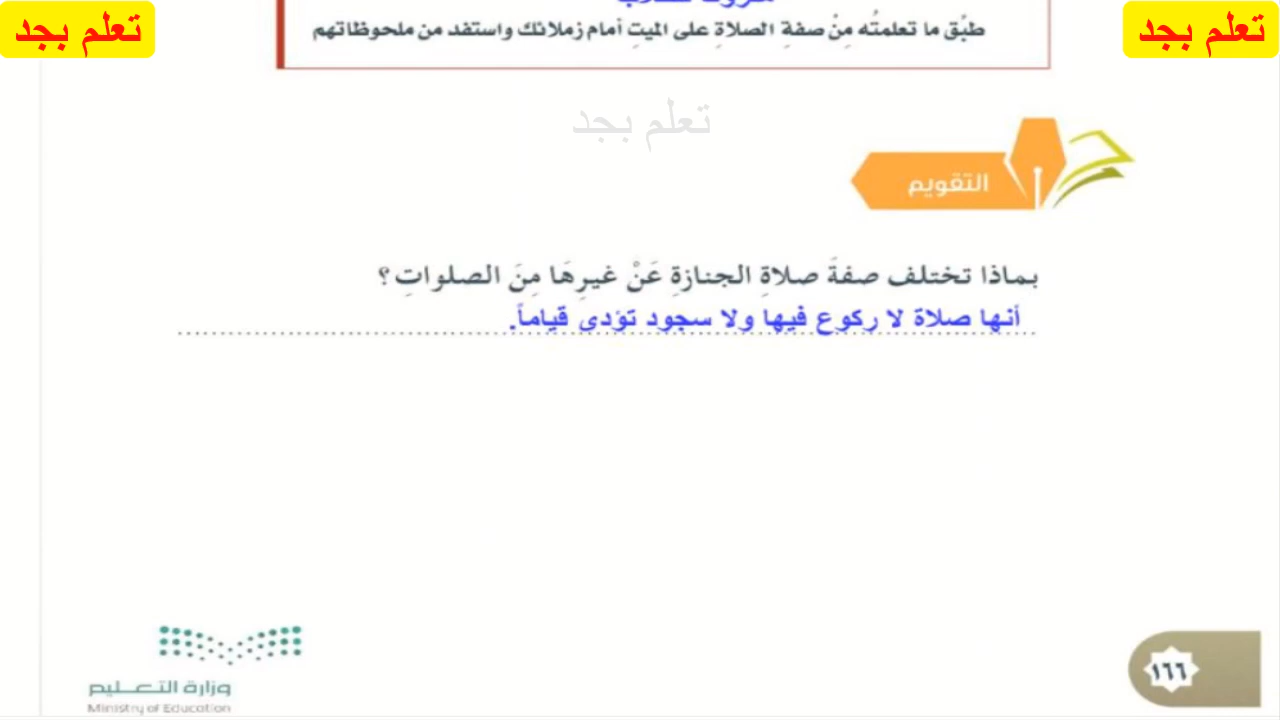 تعلم بجد
تعلم بجد
طبّق ما تعلمتُه مِنْ صفةِ الصلاةِ على الميتِ أمام زملائك واستفد من ملحوظاتهم
تعلم بجد
التقويم
بماذا تختلف صفةَ صلاةِ الجنازةِ عَنْ غيرِهَا مِنَ الصلواتِ؟
أنها صلاة لا ركوع فيها ولا سجود تؤدى قياماً.
وزارة التعـــليم
Ministry of Education
١٦٦